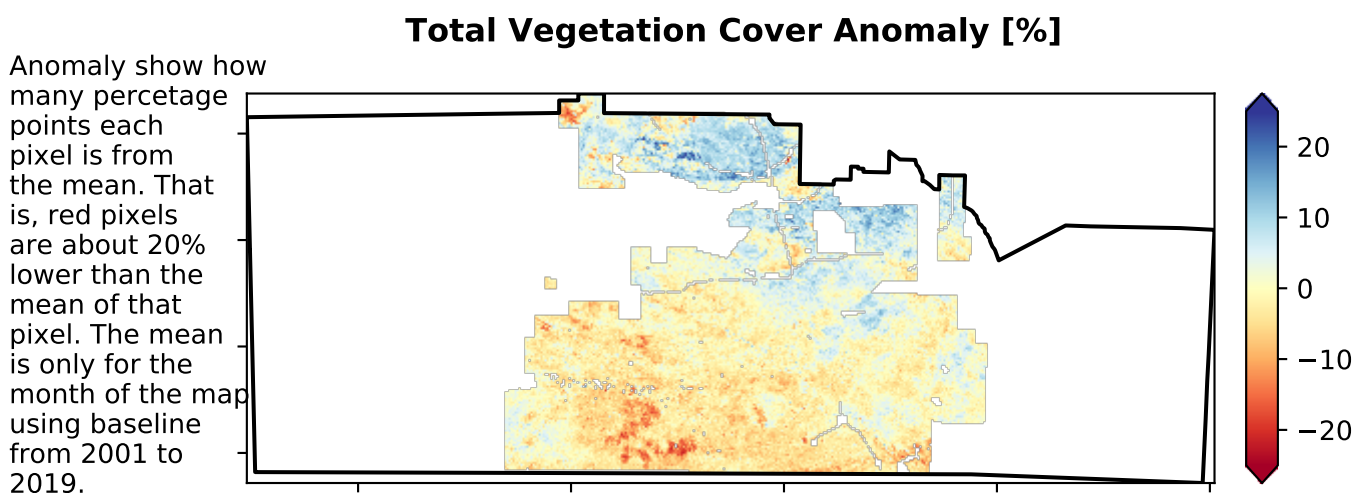 Total Vegetation Cover Anomaly [%]
Anomaly show how
many percetage
points each
pixel is from
the mean. That
is, red pixels
are about 20%
lower than the
mean of that
pixel. The mean
is only for the
month of the map
using baseline
from 2001 to
2019.
20
10
0
−10
−20